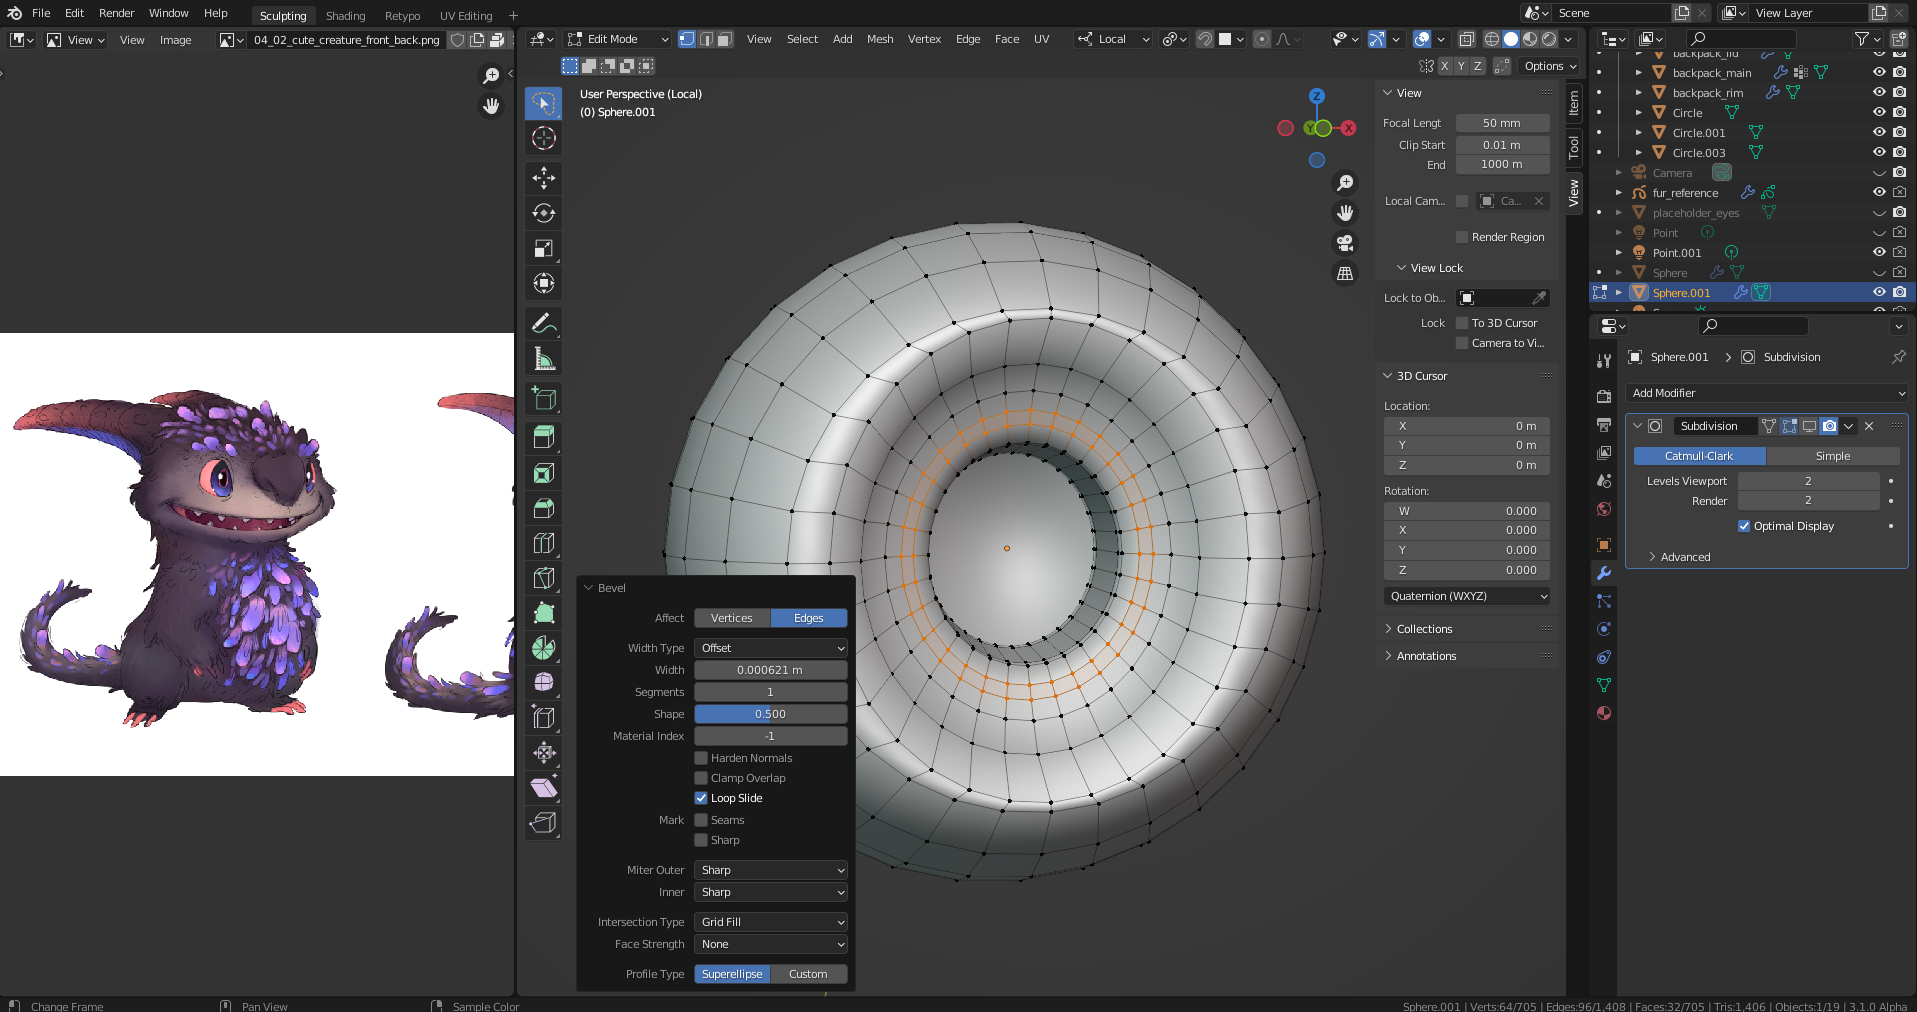 File Edit Render Window Help Sculpting Shading Retypo UV Editing + Scene View Layer
View View Image 04_02_cute_creature_front_back.png Edit Mode View Select Add Mesh Vertex Edge Face UV Local
X Y Z Options
User Perspective (Local)
(0) Sphere.001
Z
Y X
View
Focal Lengt 50 mm
Clip Start 0.01 m
End 1000 m
Local Cam... Ca...
Render Region
View Lock
Lock to Ob...
Lock To 3D Cursor
Camera to Vi...
3D Cursor
Location:
X 0 m
Y 0 m
Z 0 m
Rotation:
W 0.000
X 0.000
Y 0.000
Z 0.000
Quaternion (WXYZ)
Collections
Annotations
Item
Tool
View
backpack_lid
backpack_main
backpack_rim
Circle
Circle.001
Circle.003
Camera
fur_reference
placeholder_eyes
Point
Point.001
Sphere
Sphere.001
Sphere.001 Subdivision
Add Modifier
Subdivision
Catmull-Clark Simple
Levels Viewport 2
Render 2
Optimal Display
Advanced
Bevel
Affect Vertices Edges
Width Type Offset
Width 0.000621 m
Segments 1
Shape 0.500
Material Index -1
Harden Normals
Clamp Overlap
Loop Slide
Mark Seams
Sharp
Miter Outer Sharp
Inner Sharp
Intersection Type Grid Fill
Face Strength None
Profile Type Superellipse Custom
Change Frame Pan View Sample Color Sphere.001 | Verts:64/705 | Edges:96/1,408 | Faces:32/705 | Tris:1,406 | Objects:1/19 | 3.1.0 Alpha